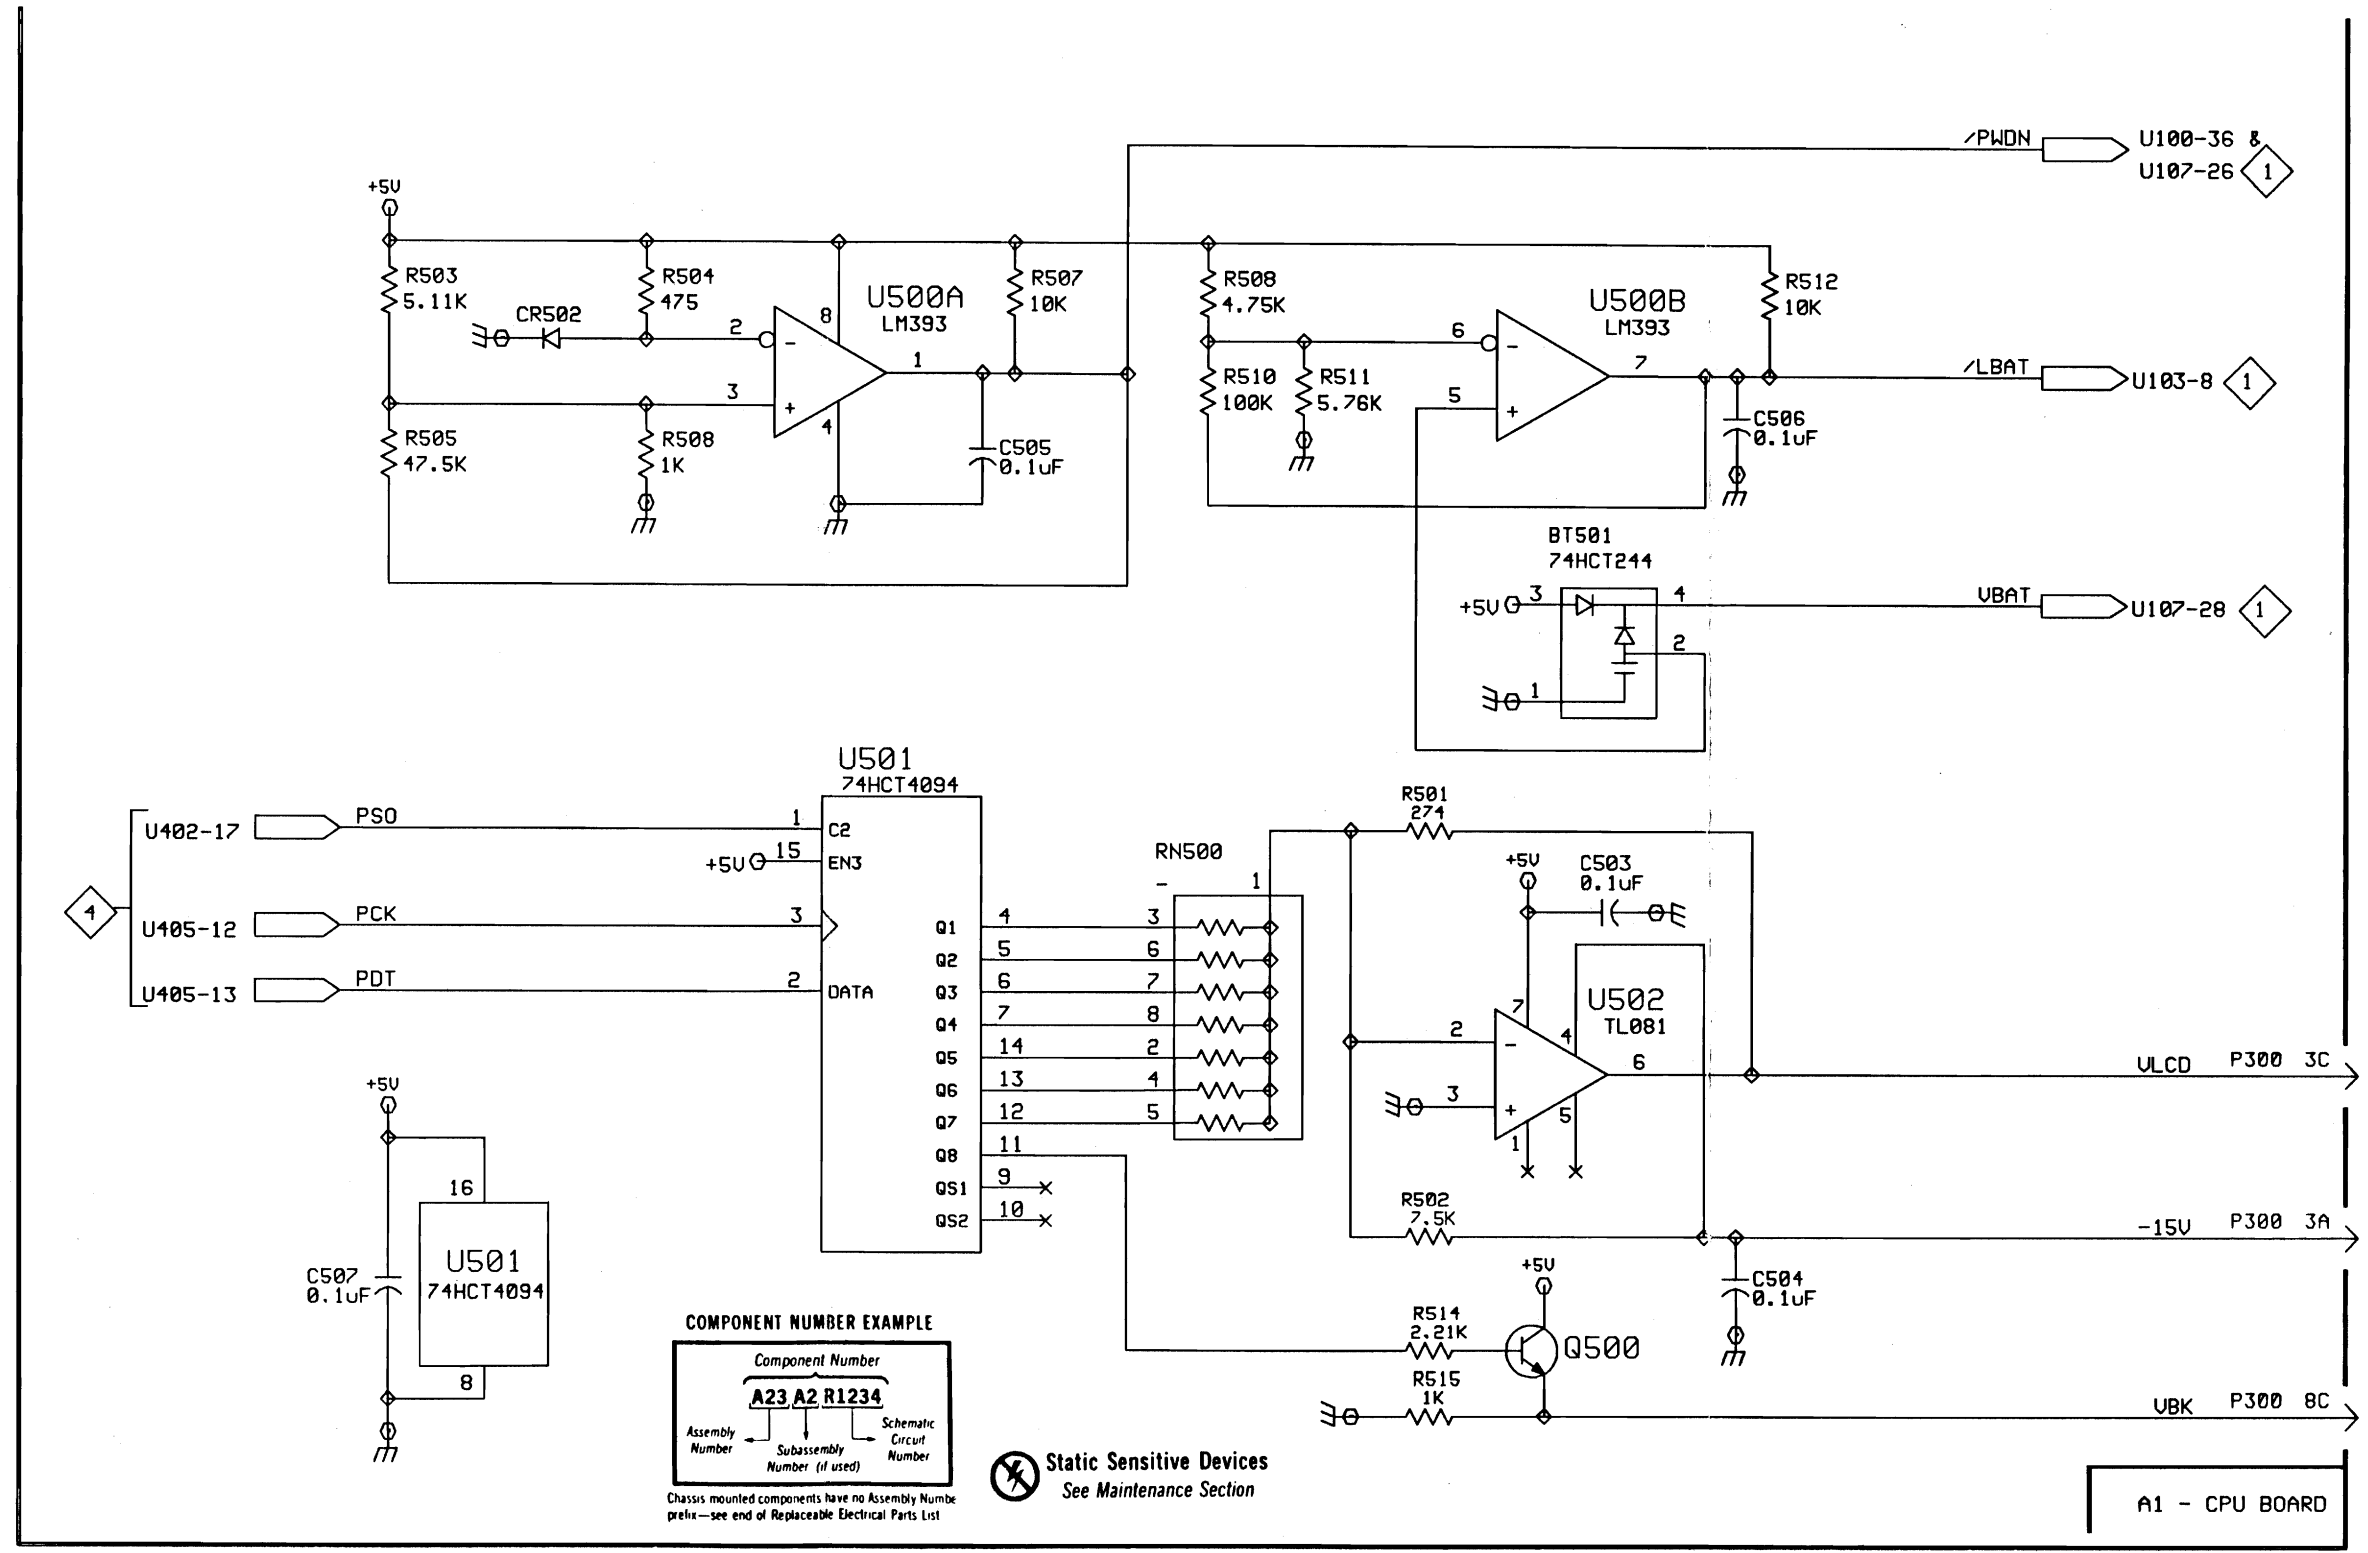 /PWDN
U100-36 &
U107-26
1
+5V
R503
5.11K
R504
475
CR502
2
8
U500A
LM393
R507
10K
1
3
4
R505
47.5K
R508
1K
C505
0.1uF
R508
4.75K
R510
100K
R511
5.76K
6
5
U500B
LM393
7
R512
10K
/LBAT
U103-8
1
C506
0.1uF
BT501
74HCT244
+5V
3
4
2
1
VBAT
U107-28
1
4
U402-17
PSO
U405-12
PCK
U405-13
PDT
U501
74HCT4094
1
C2
+5V
15
EN3
3
2
DATA
Q1
4
Q2
5
Q3
6
Q4
7
Q5
14
Q6
13
Q7
12
Q8
11
QS1
9
QS2
10
RN500
-
1
3
6
7
8
2
4
5
R501
274
+5V
C503
0.1uF
U502
TL081
7
4
2
-
3
+
6
1
5
VLCD
P300 3C
R502
7.5K
-15V
P300 3A
C504
0.1uF
+5V
R514
2.21K
Q500
R515
1K
VBK
P300 8C
+5V
16
U501
74HCT4094
8
C507
0.1uF
COMPONENT NUMBER EXAMPLE
Component Number
A23 A2 R1234
Assembly
Number
Subassembly
Number (if used)
Schematic
Circuit
Number
Chassis mounted components have no Assembly Numbe
prefix—see end of Replaceable Electrical Parts List
Static Sensitive Devices
See Maintenance Section
A1 - CPU BOARD